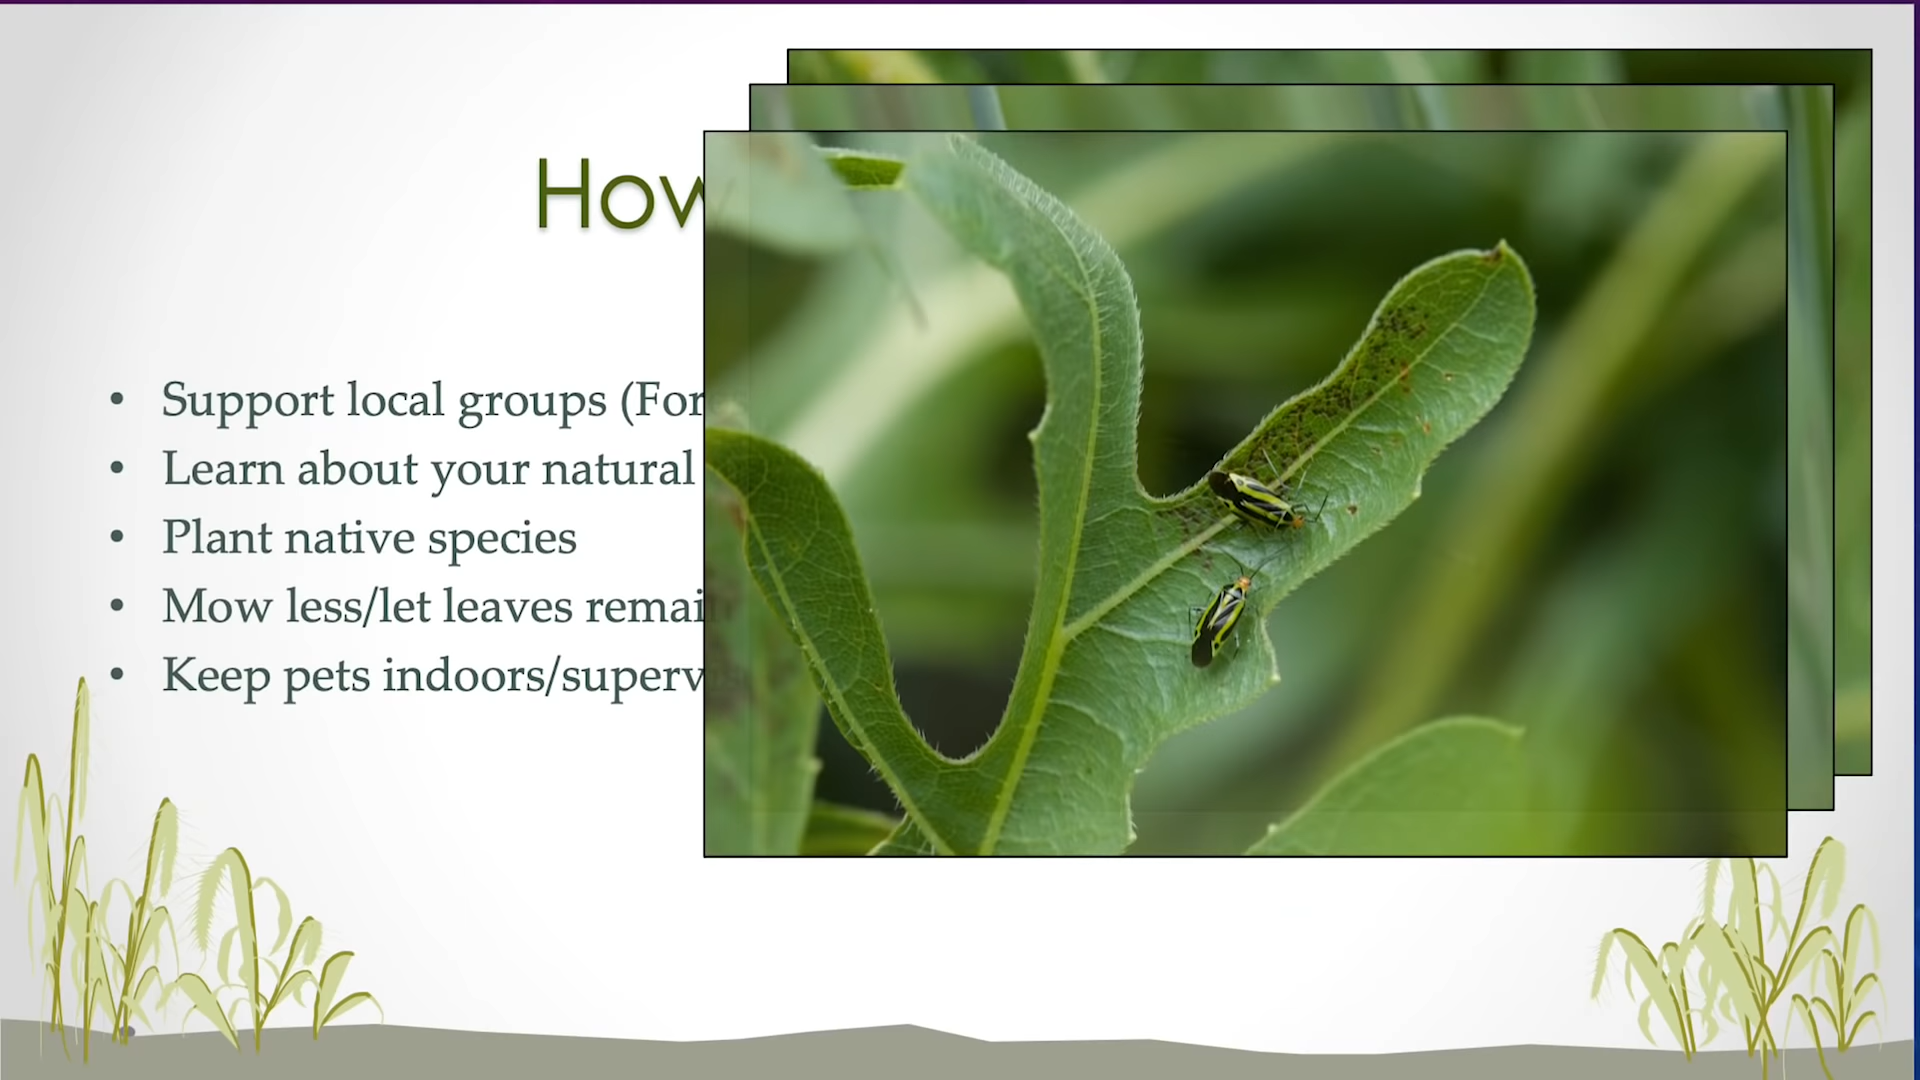 How
• Support local groups (For
• Learn about your natural
• Plant native species
• Mow less/let leaves remai
• Keep pets indoors/superv